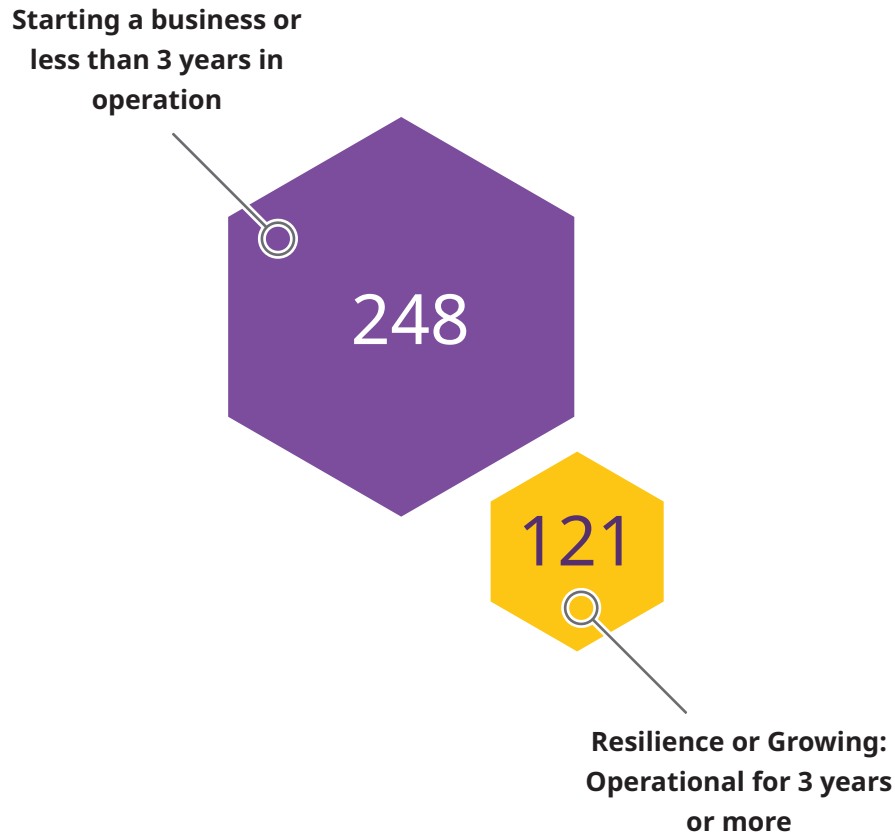 Starting a business or
less than 3 years in
operation
248
121
Resilience or Growing:
Operational for 3 years
or more